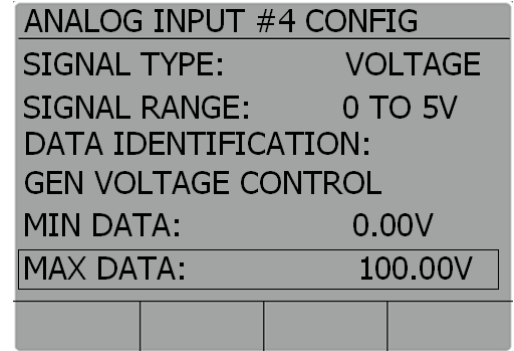 ANALOG INPUT #4 CONFIG
SIGNAL TYPE: VOLTAGE
SIGNAL RANGE: 0 TO 5V
DATA IDENTIFICATION:
GEN VOLTAGE CONTROL
MIN DATA: 0.00V
MAX DATA: 100.00V